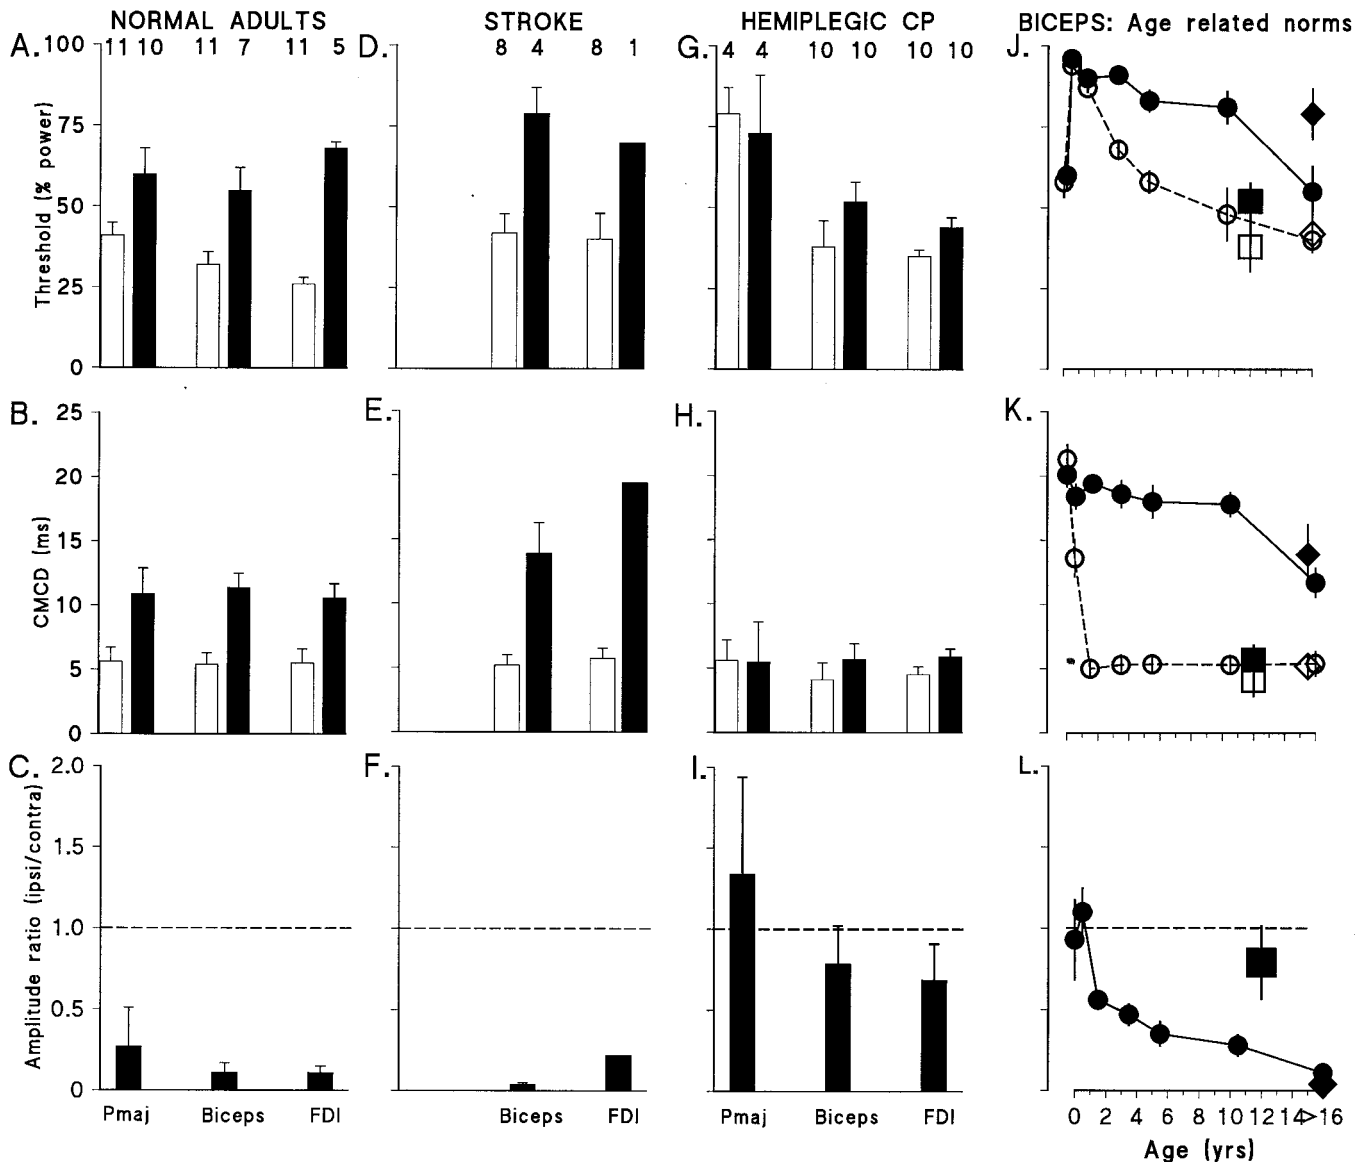 NORMAL ADULTS STROKE HEMIPLEGIC CP BICEPS: Age related norms
A. 11 10 11 7 11 5 D. 8 4 8 1 G. 4 4 10 10 10 10 J.
100
75
50
25
0
Threshold (% power)
B. E. H. K.
25
20
15
10
5
0
CMCD (ms)
C. F. I. L.
2.0
1.5
1.0
0.5
0
Amplitude ratio (ipsi/contra)
Pmaj Biceps FDI Biceps FDI Pmaj Biceps FDI
0 2 4 6 8 10 12 14 >16
Age (yrs)